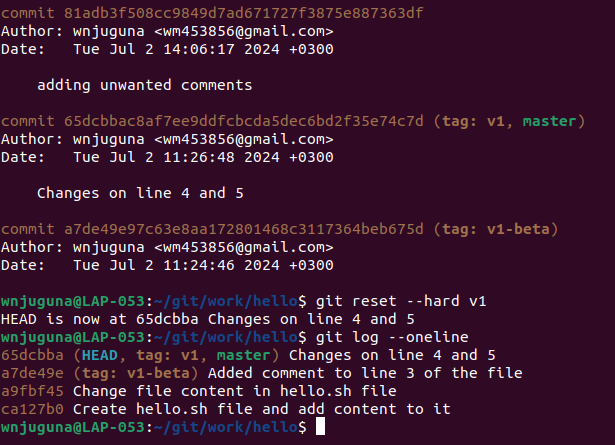 commit 81adb3f508cc9849d7ad671727f3875e887363df
Author: wnjuguna <wm453856@gmail.com>
Date:   Tue Jul 2 14:06:17 2024 +0300
    adding unwanted comments
commit 65dcbbac8af7ee9ddfcbcda5dec6bd2f35e74c7d (tag: v1, master)
Author: wnjuguna <wm453856@gmail.com>
Date:   Tue Jul 2 11:26:48 2024 +0300
    Changes on line 4 and 5
commit a7de49e97c63e8aa172801468c3117364beb675d (tag: v1-beta)
Author: wnjuguna <wm453856@gmail.com>
Date:   Tue Jul 2 11:24:46 2024 +0300
wnjuguna@LAP-053:~/git/work/hello$ git reset --hard v1
HEAD is now at 65dcbba Changes on line 4 and 5
wnjuguna@LAP-053:~/git/work/hello$ git log --oneline
65dcbba (HEAD, tag: v1, master) Changes on line 4 and 5
a7de49e (tag: v1-beta) Added comment to line 3 of the file
a9fbf45 Change file content in hello.sh file
ca127b0 Create hello.sh file and add content to it
wnjuguna@LAP-053:~/git/work/hello$